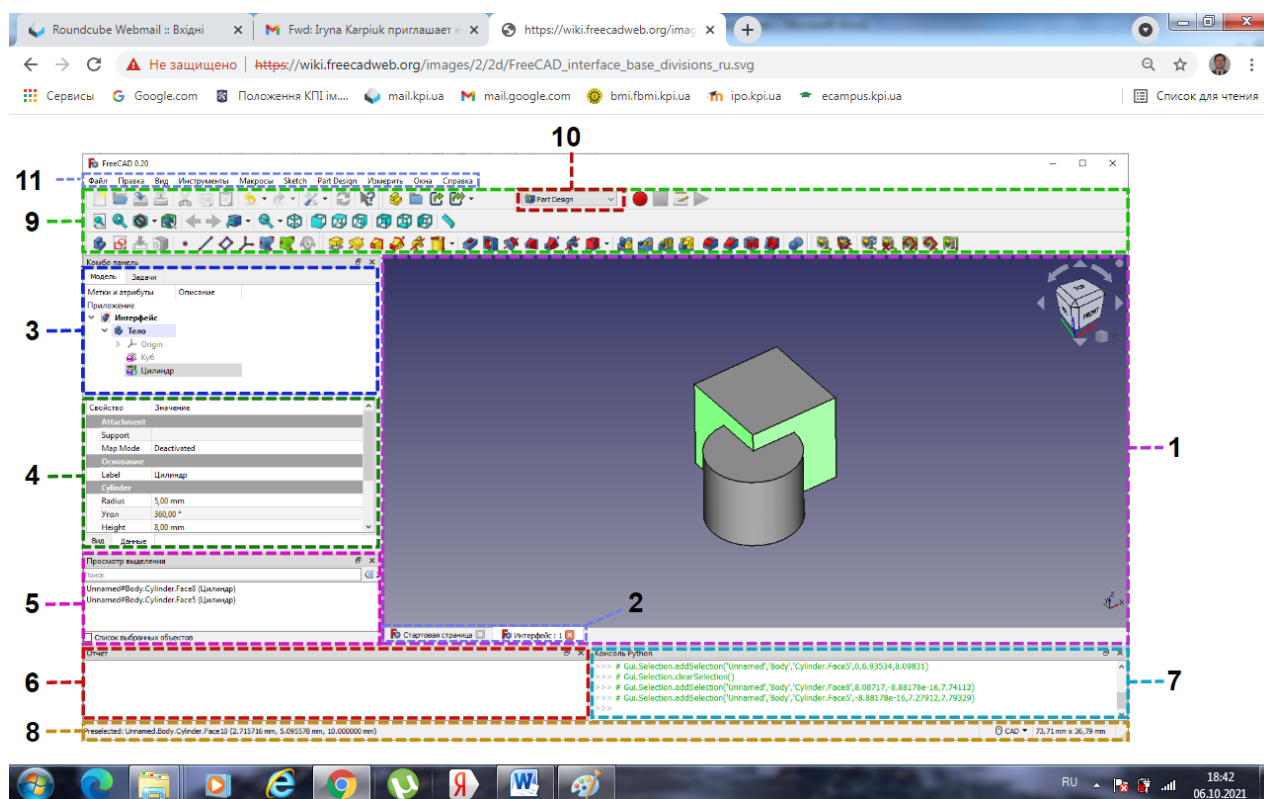 Roundcube Webmail :: Вхідні
Fwd: Iryna Karpiuk приглашает н
https://wiki.freecadweb.org/imag
Не защищено | https://wiki.freecadweb.org/images/2/2d/FreeCAD_interface_base_divisions_ru.svg
Сервисы Google.com Положення КПІ ім.... mail.kpi.ua mail.google.com bmi.fbmi.kpi.ua ipo.kpi.ua ecampus.kpi.ua Список для чтения
10
FreeCAD 0.20
11
Файл Правка Вид Инструменты Макросы Sketch Part Design Измерить Окна Справка
Part Design
9
Комбо панель
Модель Задачи
Метки и атрибуты Описание
Приложение
Интерфейс
3
Тело
Origin
Куб
Цилиндр
TOP
FRONT
1
Свойство Значение
Attachment
Support
Map Mode Deactivated
Основание
4
Label Цилиндр
Cylinder
Radius 5,00 mm
Угол 360,00 °
Height 8,00 mm
Вид Данные
Просмотр выделения
Поиск
Unnamed#Body.Cylinder.Face8 (Цилиндр)
Unnamed#Body.Cylinder.Face5 (Цилиндр)
5
Список выбранных объектов
2
Стартовая страница Интерфейс : 1
Z
Y X
Отчет
6
Консоль Python
>>> # Gui.Selection.addSelection('Unnamed','Body','Cylinder.Face5',0,6.93534,8.09831)
>>> # Gui.Selection.clearSelection()
>>> # Gui.Selection.addSelection('Unnamed','Body','Cylinder.Face8',8.08717,-8.88178e-16,7.74112)
>>> # Gui.Selection.addSelection('Unnamed','Body','Cylinder.Face5',-8.88178e-16,7.27912,7.79329)
>>>
7
8
Preselected: Unnamed.Body.Cylinder.Face10 (2.715716 mm, 5.095578 mm, 10.000000 mm)
CAD 73,71 mm x 36,79 mm
RU
18:42
06.10.2021